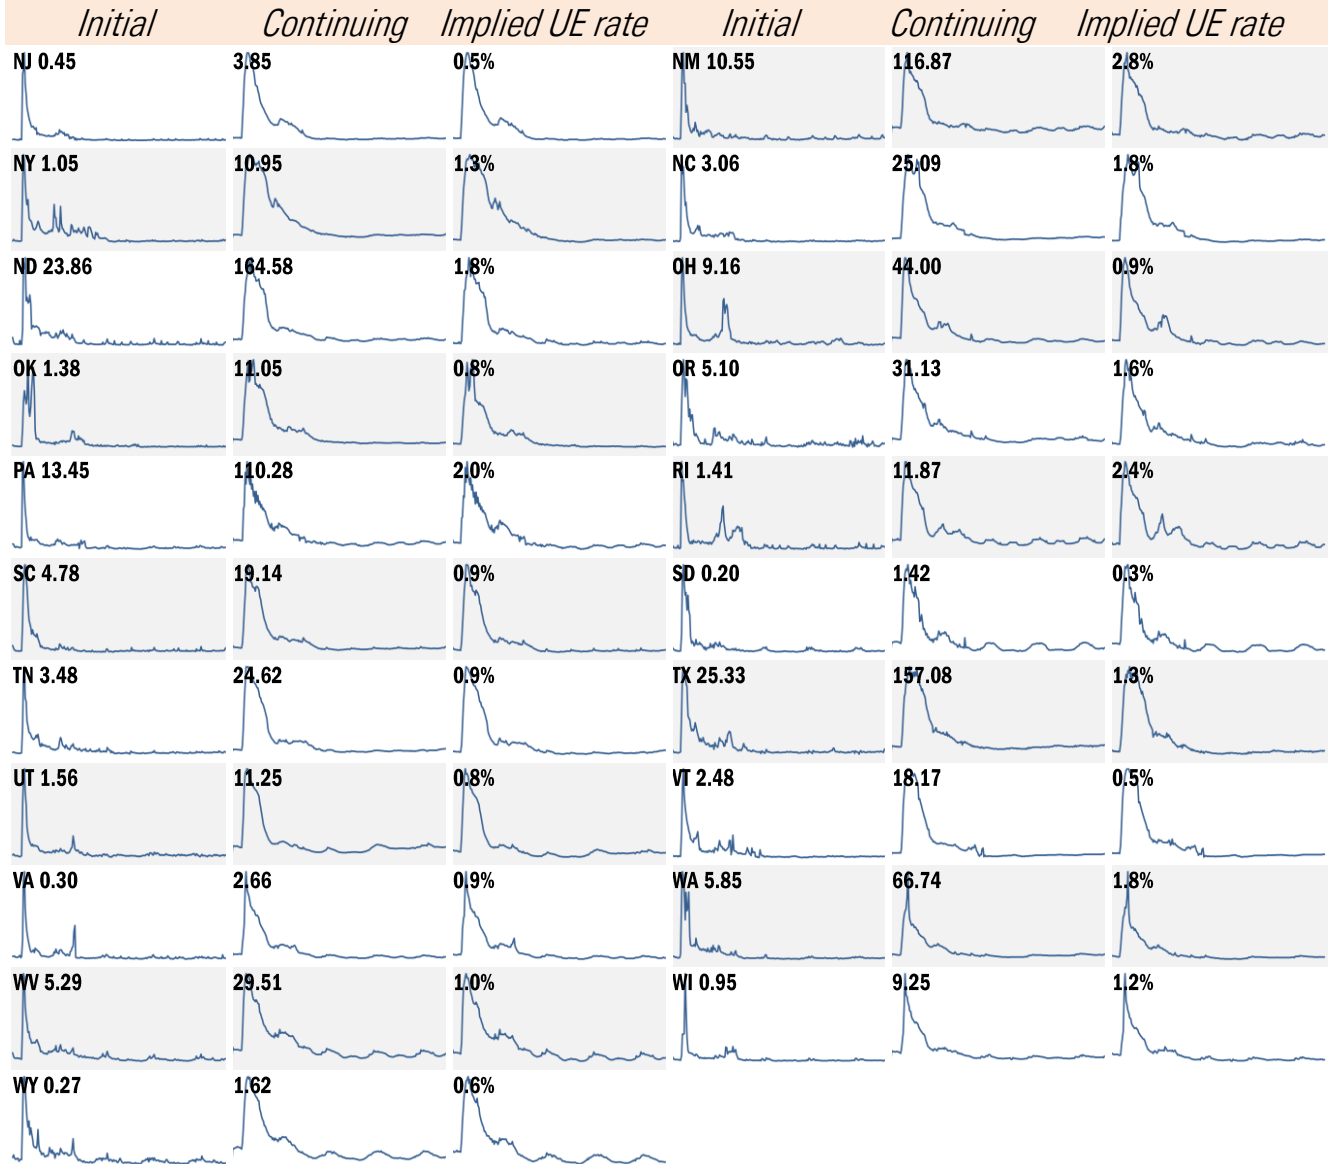 Initial Continuing Implied UE rate Initial Continuing Implied UE rate
NJ 0.45 3.85 0.5% NM 10.55 116.87 2.8%
NY 1.05 10.95 1.3% NC 3.06 25.09 1.8%
ND 23.86 164.58 1.8% OH 9.16 44.00 0.9%
OK 1.38 11.05 0.8% OR 5.10 31.13 1.6%
PA 13.45 110.28 2.0% RI 1.41 11.87 2.4%
SC 4.78 19.14 0.9% SD 0.20 1.42 0.3%
TN 3.48 24.62 0.9% TX 25.33 157.08 1.3%
UT 1.56 11.25 0.8% VT 2.48 18.17 0.5%
VA 0.30 2.66 0.9% WA 5.85 66.74 1.8%
WV 5.29 29.51 1.0% WI 0.95 9.25 1.2%
WY 0.27 1.62 0.6%